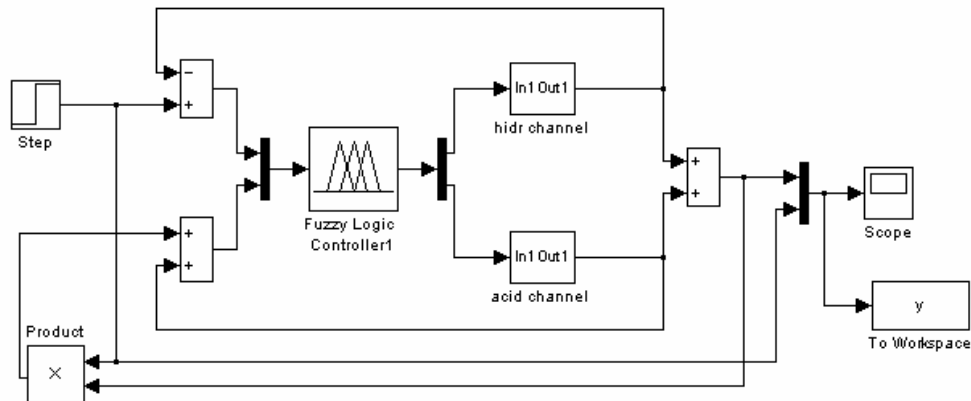 Step
In1 Out1
hidr channel
Fuzzy Logic
Controller1
In1 Out1
acid channel
Scope
y
To Workspace
Product